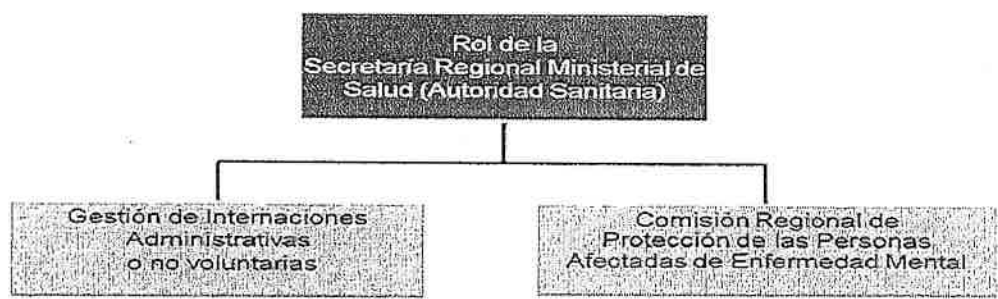 Rol de la
Secretaría Regional Ministerial de
Salud (Autoridad Sanitaria)
Gestión de Internaciones
Administrativas
o no voluntarias
Comisión Regional de
Protección de las Personas
Afectadas de Enfermedad Mental